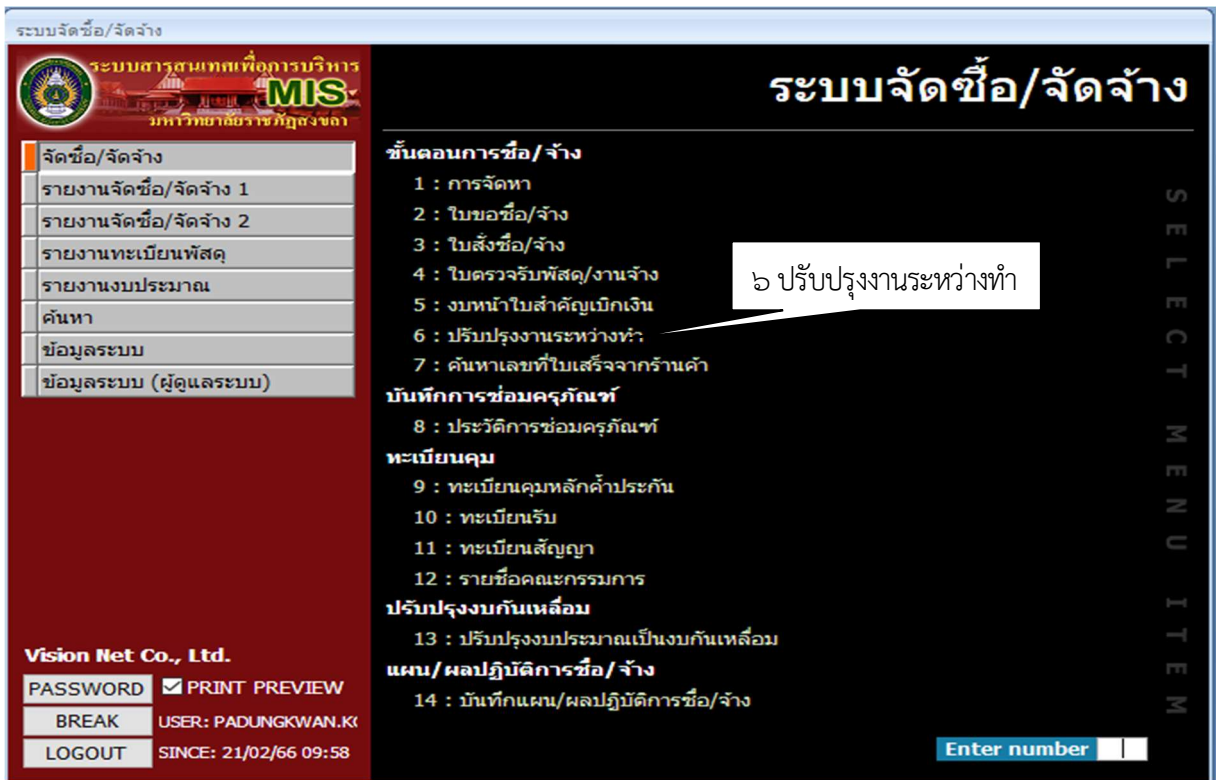 ระบบจัดซื้อ/จัดจ้าง
ระบบสารสนเทศเพื่อการบริหาร
MIS
มหาวิทยาลัยราชภัฏสงขลา
ระบบจัดซื้อ/จัดจ้าง
จัดซื้อ/จัดจ้าง
รายงานจัดซื้อ/จัดจ้าง 1
รายงานจัดซื้อ/จัดจ้าง 2
รายงานทะเบียนพัสดุ
รายงานงบประมาณ
ค้นหา
ข้อมูลระบบ
ข้อมูลระบบ (ผู้ดูแลระบบ)
ขั้นตอนการซื้อ/จ้าง
1 : การจัดหา
2 : ใบขอซื้อ/จ้าง
3 : ใบสั่งซื้อ/จ้าง
4 : ใบตรวจรับพัสดุ/งานจ้าง
5 : งบหน้าใบสำคัญเบิกเงิน
6 : ปรับปรุงงานระหว่างทำ
7 : ค้นหาเลขที่ใบเสร็จจากร้านค้า
บันทึกการซ่อมครุภัณฑ์
8 : ประวัติการซ่อมครุภัณฑ์
ทะเบียนคุม
9 : ทะเบียนคุมหลักค้ำประกัน
10 : ทะเบียนรับ
11 : ทะเบียนสัญญา
12 : รายชื่อคณะกรรมการ
ปรับปรุงงบกันเหลื่อม
13 : ปรับปรุงงบประมาณเป็นงบกันเหลื่อม
แผน/ผลปฏิบัติการซื้อ/จ้าง
14 : บันทึกแผน/ผลปฏิบัติการซื้อ/จ้าง
๖ ปรับปรุงงานระหว่างทำ
SELECT MENU ITEM
Vision Net Co., Ltd.
PASSWORD PRINT PREVIEW
BREAK USER: PADUNGKWAN.K
LOGOUT SINCE: 21/02/66 09:58
Enter number